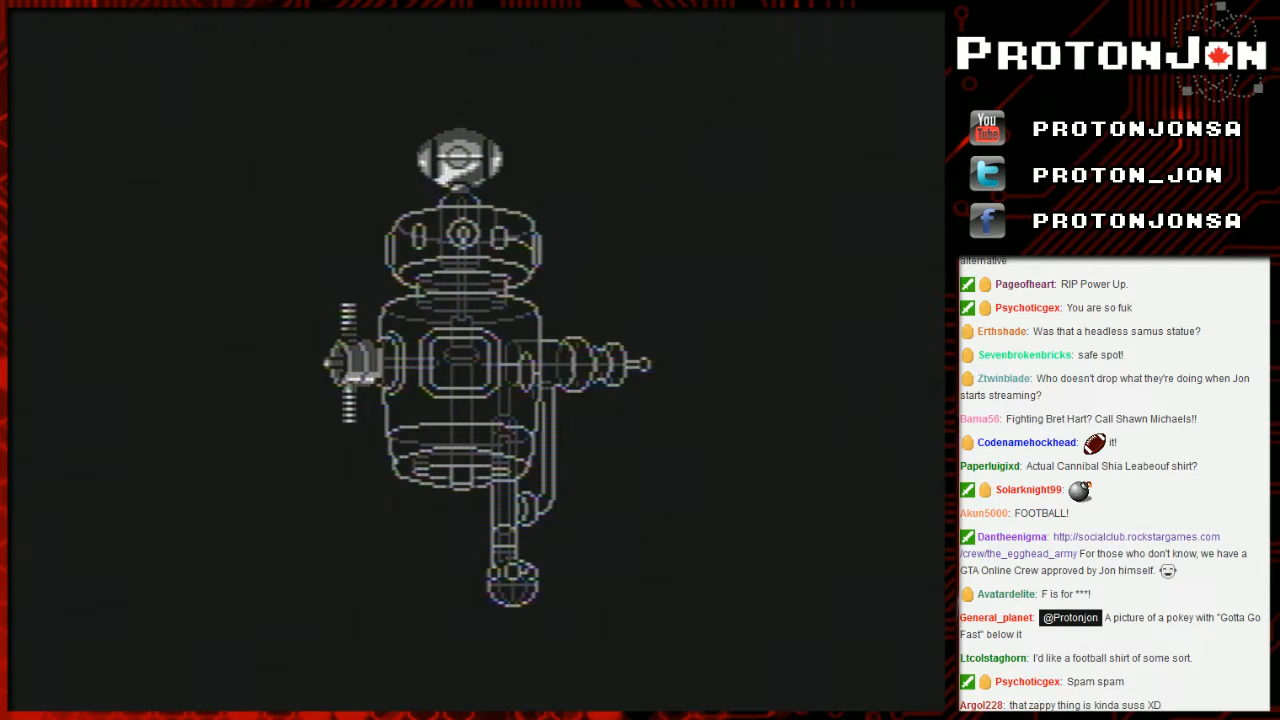 PROTONJON
You
Tube
PROTONJONSA
PROTON_JON
PROTONJONSA
alternative
Pageofheart: RIP Power Up.
Psychoticgex: You are so fuk
Erthshade: Was that a headless samus statue?
Sevenbrokenbricks: safe spot!
Ztwinblade: Who doesn't drop what they're doing when Jon
starts streaming?
Barna56: Fighting Bret Hart? Call Shawn Michaels!!
Codenamehockhead: it!
Paperluigixd: Actual Cannibal Shia Leabeouf shirt?
Solarknight99:
Akun5000: FOOTBALL!
Dantheenigma: http://socialclub.rockstargames.com
/crew/the_egghead_army For those who don't know, we have a
GTA Online Crew approved by Jon himself.
Avatardelite: F is for ***!
General_planet: @Protonjon A picture of a pokey with "Gotta Go
Fast" below it
Ltcolstaghorn: I'd like a football shirt of some sort.
Psychoticgex: Spam spam
Argol228: that zappy thing is kinda suss XD